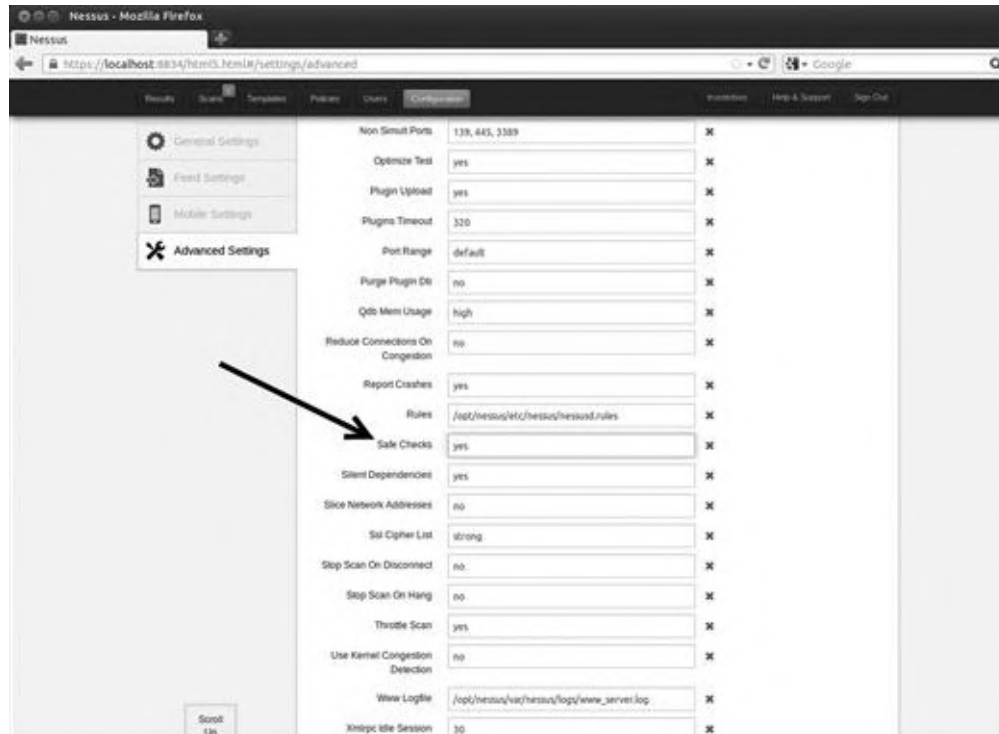 Nessus - Mozilla Firefox
Nessus
https://localhost:8834/html5.html#/settings/advanced
Google
Results Scans Templates Policies Users Configuration Help & Support Sign Out
General Settings
Feed Settings
Mobile Settings
Advanced Settings
Non Simult Ports 139, 445, 3389
Optimize Test yes
Plugin Upload yes
Plugins Timeout 320
Port Range default
Purge Plugin Db no
Qdb Mem Usage high
Reduce Connections On Congestion no
Report Crashes yes
Rules /opt/nessus/etc/nessus/nessusd.rules
Safe Checks yes
Silent Dependencies yes
Slice Network Addresses no
Ssl Cipher List strong
Stop Scan On Disconnect no
Stop Scan On Hang no
Throttle Scan yes
Use Kernel Congestion Detection no
Www Logfile /opt/nessus/var/nessus/logs/www_server.log
Xmlrpc Idle Session 30
Scroll
Up